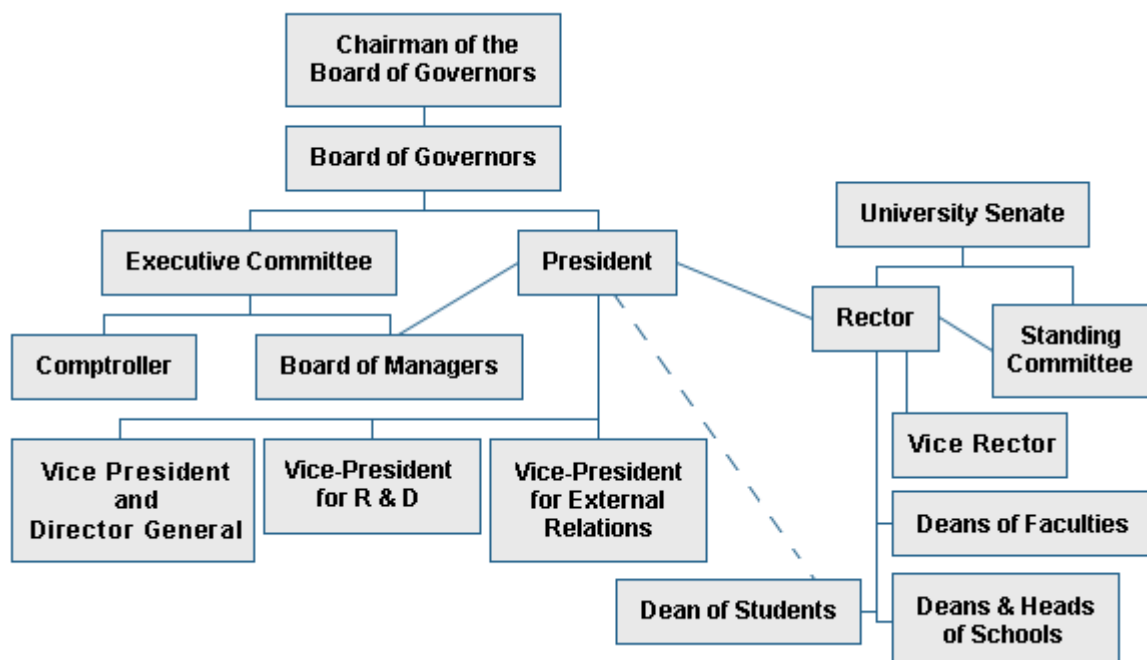 Chairman of the
Board of Governors
Board of Governors
University Senate
Executive Committee
President
Rector
Standing
Committee
Comptroller
Board of Managers
Vice Rector
Vice President
and
Director General
Vice-President
for R & D
Vice-President
for External
Relations
Deans of Faculties
Dean of Students
Deans & Heads
of Schools